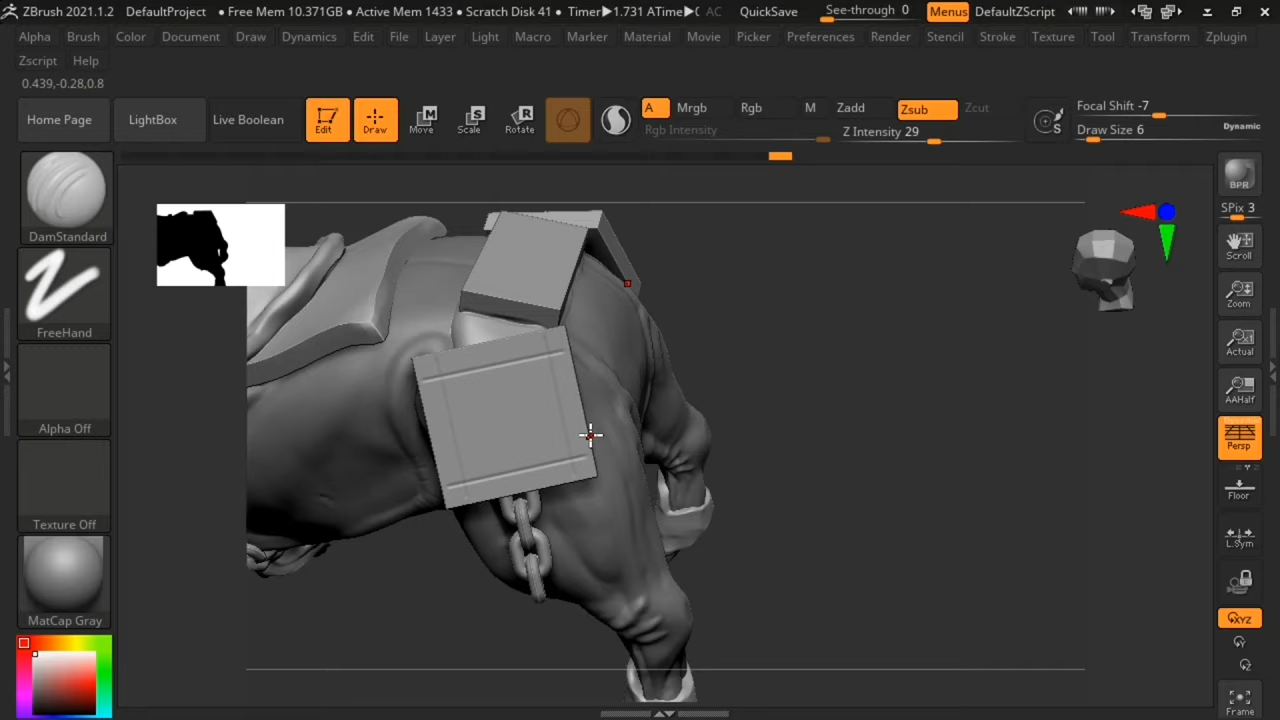 ZBrush 2021.1.2 DefaultProject • Free Mem 10.371GB • Active Mem 1433 • Scratch Disk 41 • Timer▶1.731 ATime▶( AC QuickSave See-through 0 Menus DefaultZScript
Alpha Brush Color Document Draw Dynamics Edit File Layer Light Macro Marker Material Movie Picker Preferences Render Stencil Stroke Texture Tool Transform Zplugin
Zscript Help
0.439,-0.28,0.8
Home Page LightBox Live Boolean Edit Draw Move Scale Rotate A Mrgb Rgb M Zadd Zsub Zcut Focal Shift -7
Rgb Intensity Z Intensity 29 S Draw Size 6 Dynamic
DamStandard
FreeHand
Alpha Off
Texture Off
MatCap Gray
BPR
SPix 3
Scroll
Zoom
Actual
AAHalf
Persp
Floor
L.Sym
XYZ
Y
Z
Frame